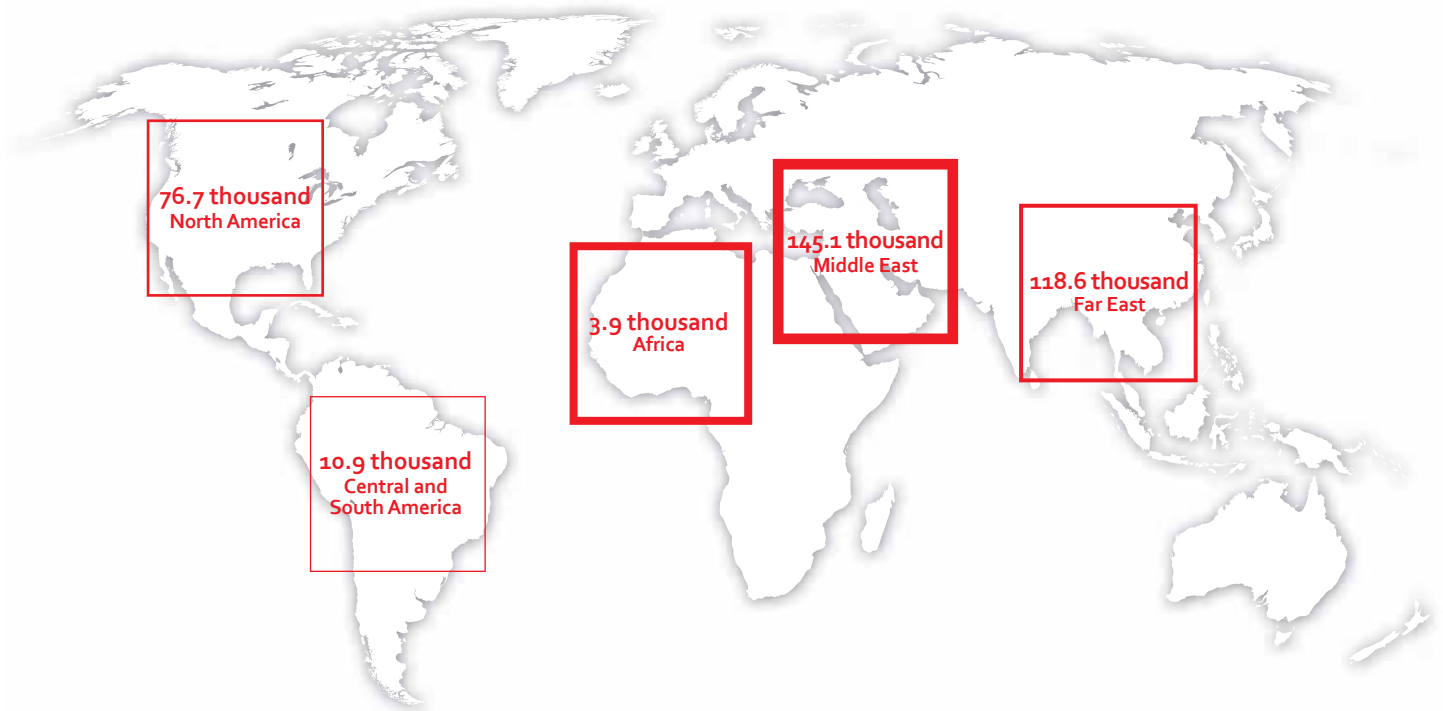 76.7 thousand
North America
145.1 thousand
Middle East
118.6 thousand
Far East
3.9 thousand
Africa
10.9 thousand
Central and
South America